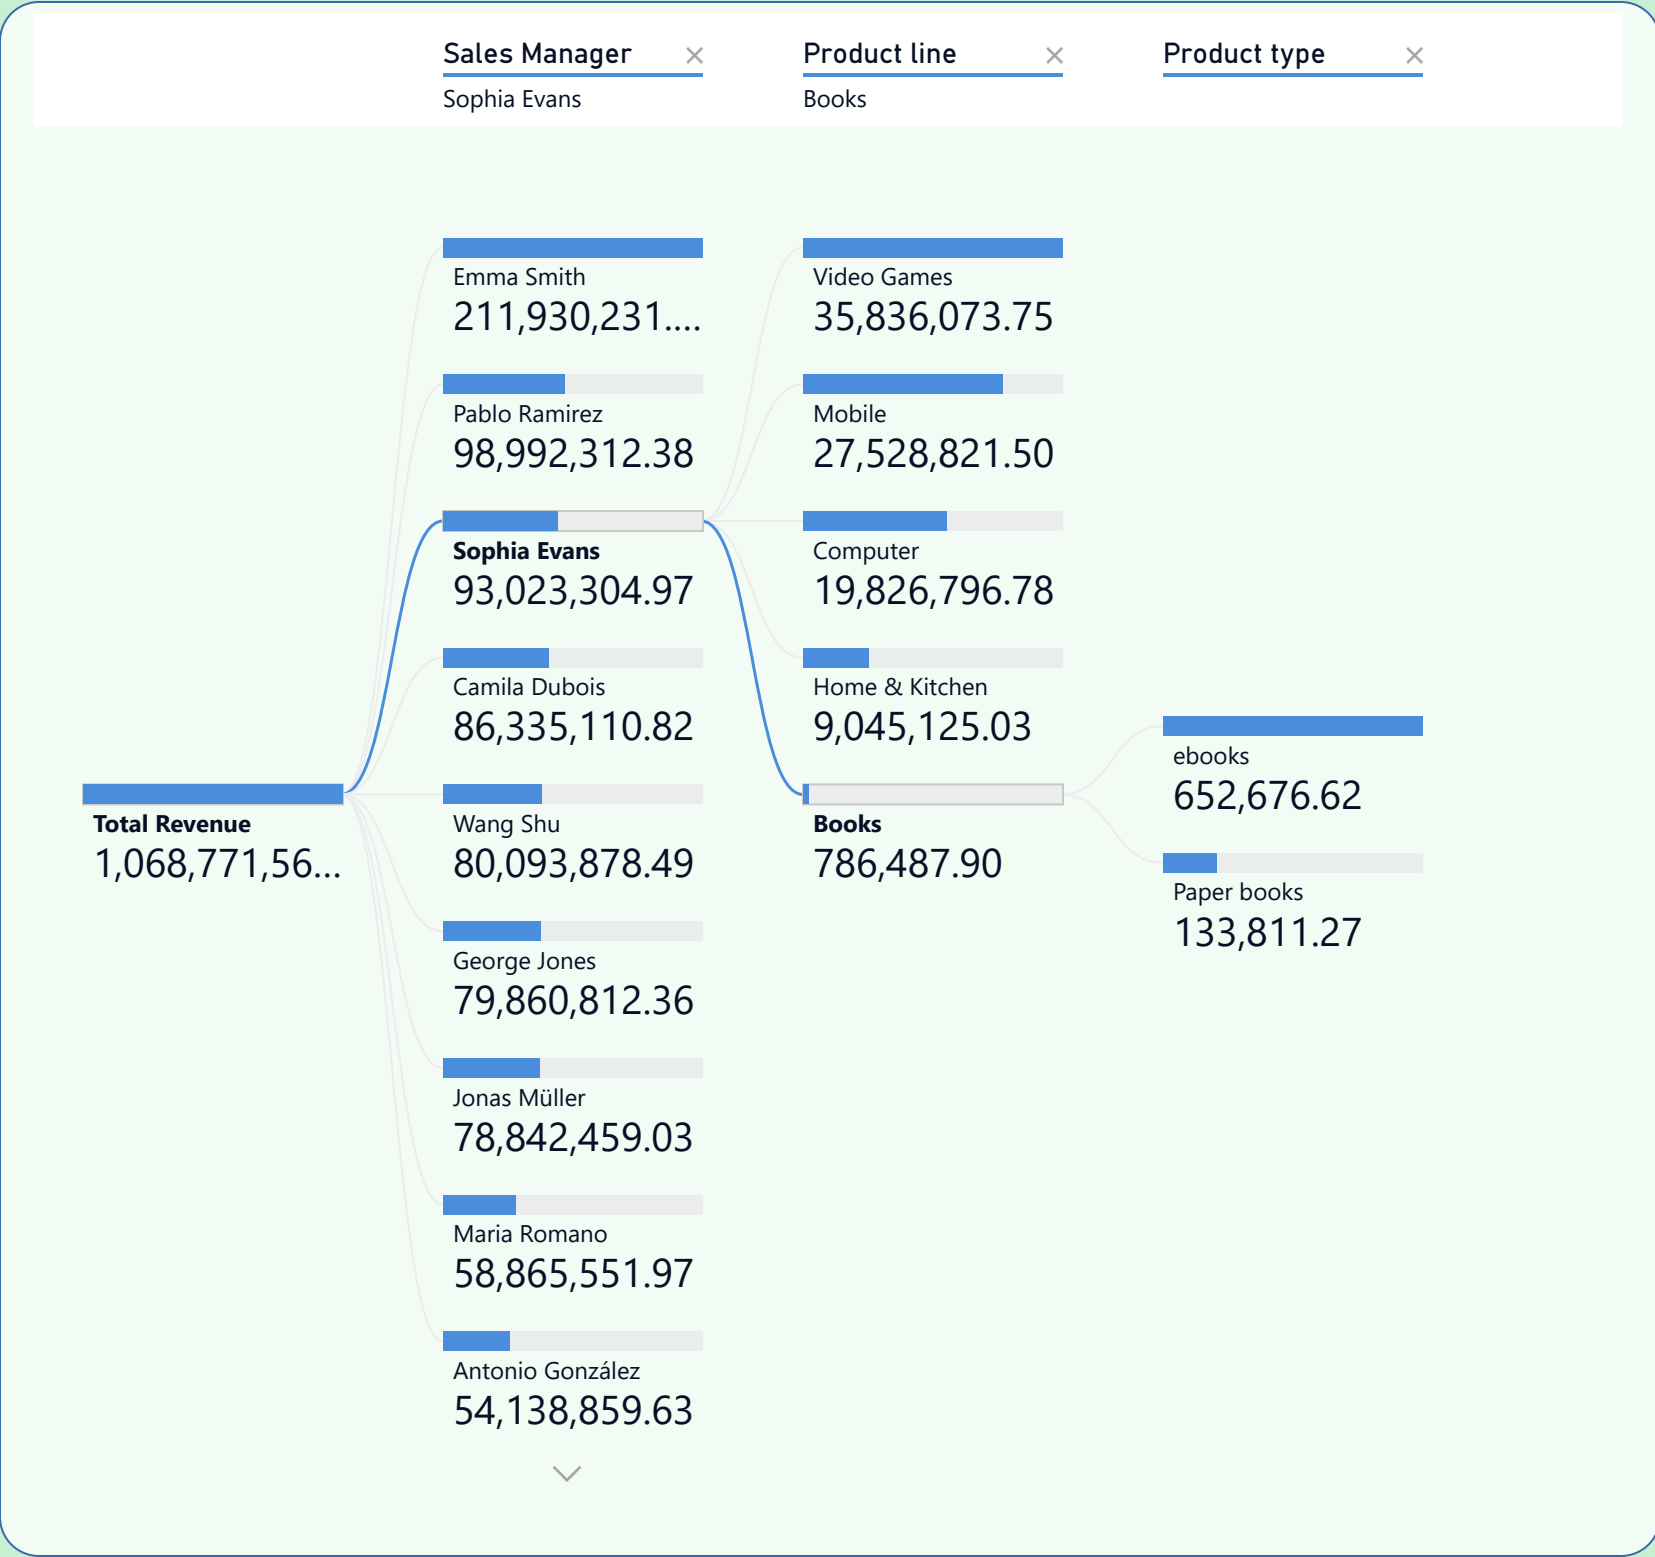 Sales Manager
Sophia Evans
Product line
Books
Product type
Total Revenue
1,068,771,56...
Emma Smith
211,930,231....
Pablo Ramirez
98,992,312.38
Sophia Evans
93,023,304.97
Camila Dubois
86,335,110.82
Wang Shu
80,093,878.49
George Jones
79,860,812.36
Jonas Müller
78,842,459.03
Maria Romano
58,865,551.97
Antonio González
54,138,859.63
Video Games
35,836,073.75
Mobile
27,528,821.50
Computer
19,826,796.78
Home & Kitchen
9,045,125.03
Books
786,487.90
ebooks
652,676.62
Paper books
133,811.27